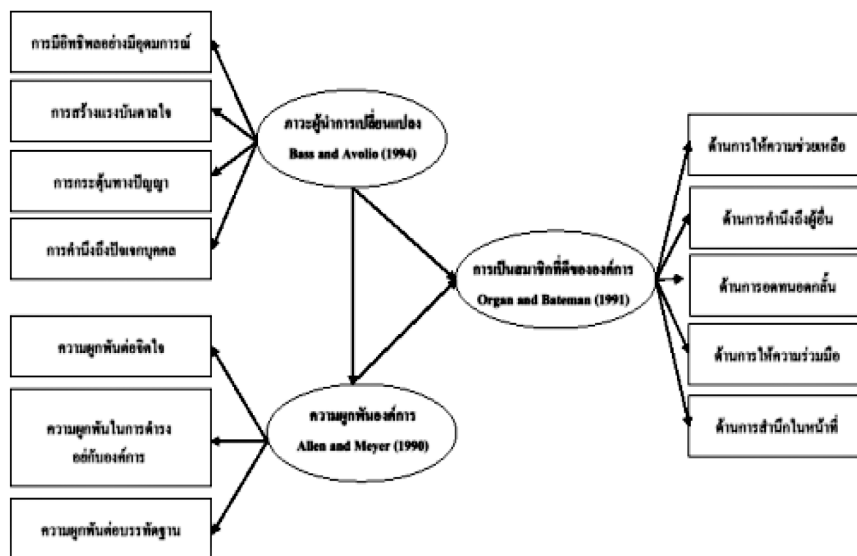 การมีอิทธิพลอย่างมีอุดมการณ์
การสร้างแรงบันดาลใจ
การกระตุ้นทางปัญญา
การคำนึงถึงปัจเจกบุคคล
ภาวะผู้นำการเปลี่ยนแปลง
Bass and Avolio (1994)
ความผูกพันต่อจิตใจ
ความผูกพันในการดำรง
อยู่กับองค์การ
ความผูกพันต่อบรรทัดฐาน
ความผูกพันองค์การ
Allen and Meyer (1990)
การเป็นสมาชิกที่ดีขององค์การ
Organ and Bateman (1991)
ด้านการให้ความช่วยเหลือ
ด้านการคำนึงถึงผู้อื่น
ด้านการอดทนอดกลั้น
ด้านการให้ความร่วมมือ
ด้านการสำนึกในหน้าที่